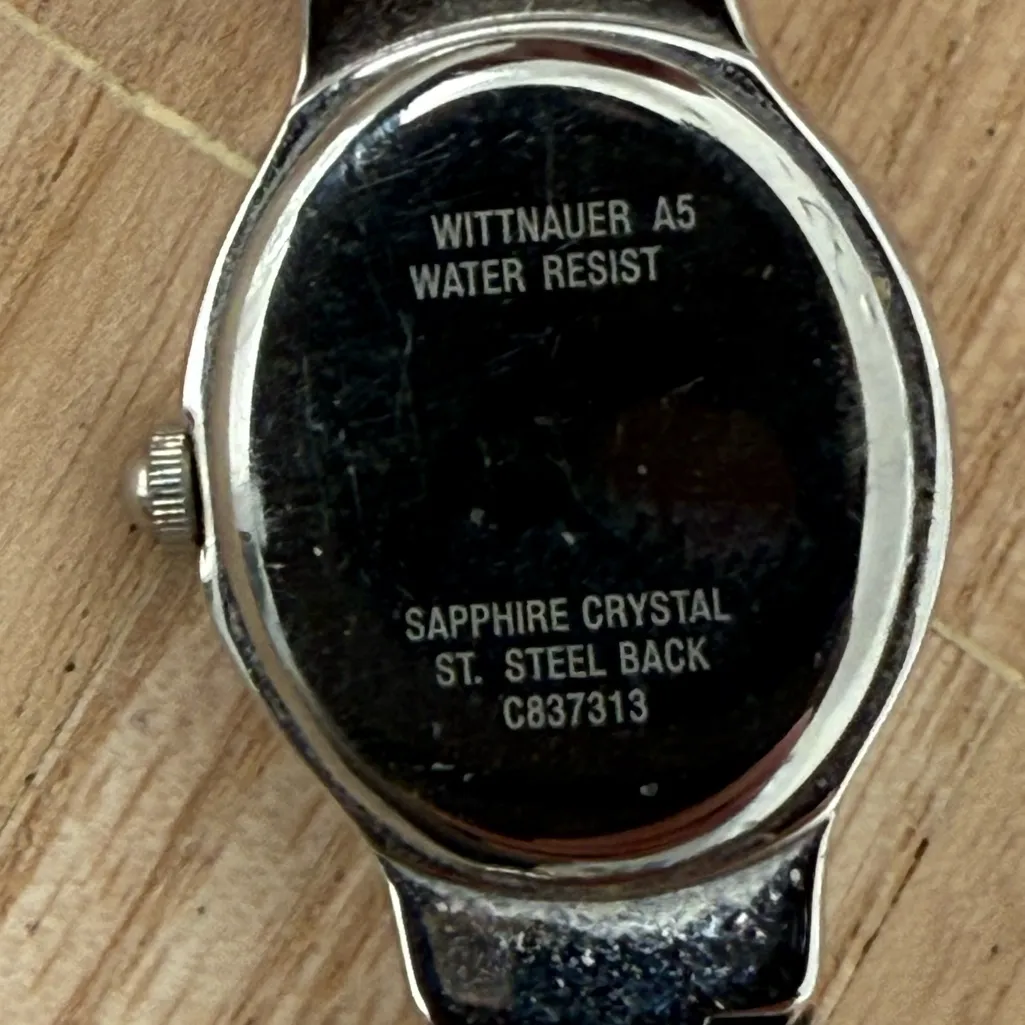 WITTNAUER A5
WATER RESIST
SAPPHIRE CRYSTAL
ST. STEEL BACK
C837313